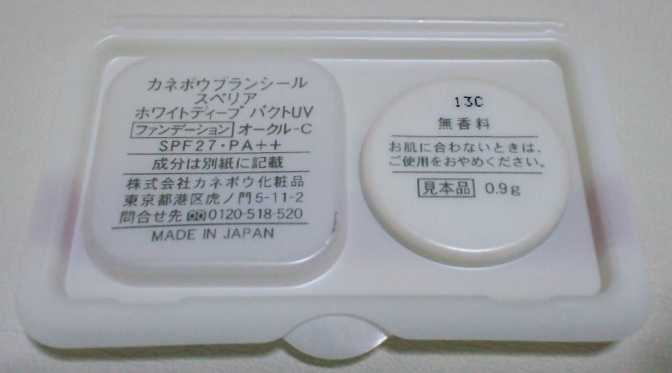 カネボウブランシール
スペリア
ホワイトディープ パクトUV
ファンデーション オークル-C
SPF27・PA++
成分は別紙に記載
株式会社カネボウ化粧品
東京都港区虎ノ門5-11-2
問合せ先 0120-518-520
MADE IN JAPAN
13C
無香料
お肌に合わないときは、
ご使用をおやめください。
見本品 0.9g